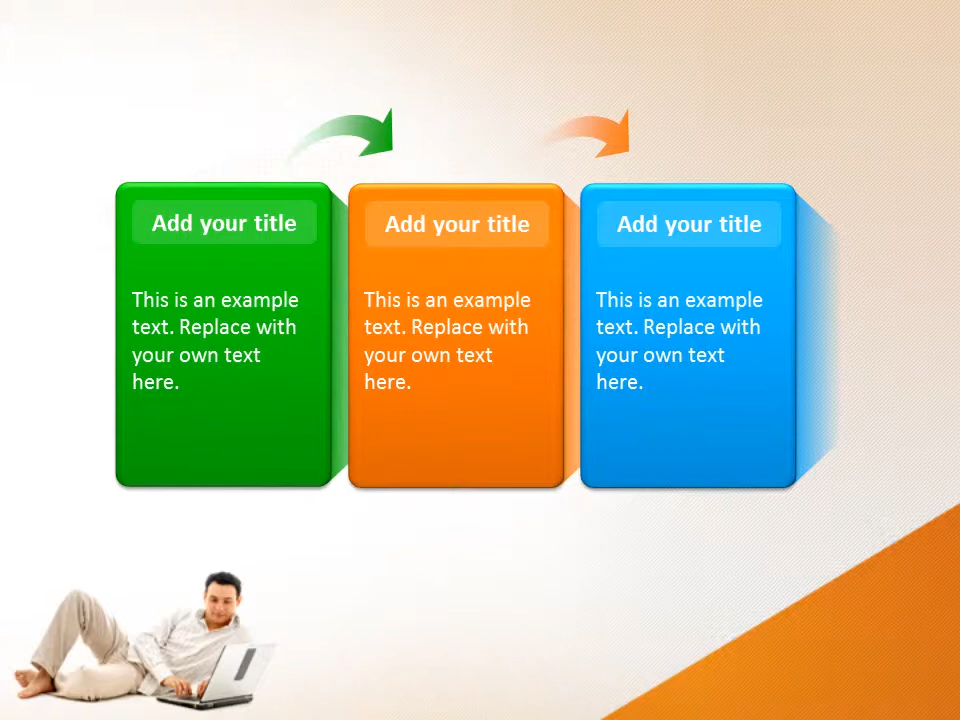 Add your title
This is an example
text. Replace with
your own text
here.
Add your title
This is an example
text. Replace with
your own text
here.
Add your title
This is an example
text. Replace with
your own text
here.